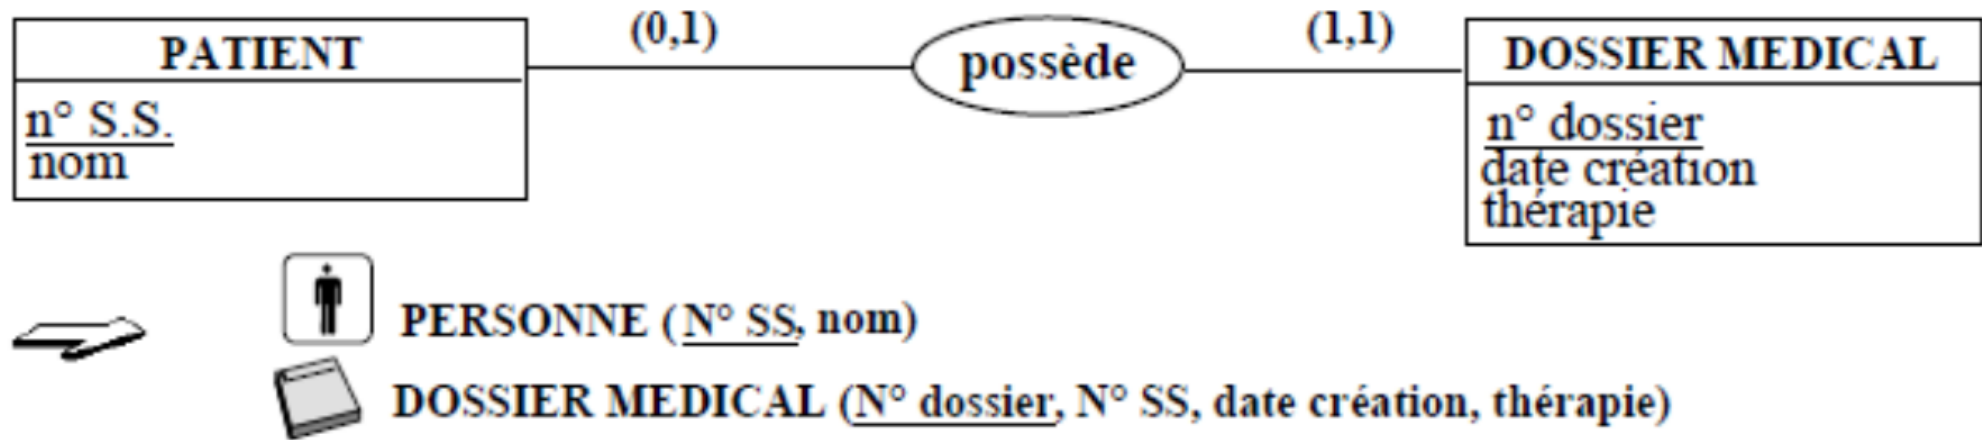 PATIENT
n° S.S.
nom
(0,1)
possède
(1,1)
DOSSIER MEDICAL
n° dossier
date création
thérapie
PERSONNE (N° SS, nom)
DOSSIER MEDICAL (N° dossier, N° SS, date création, thérapie)